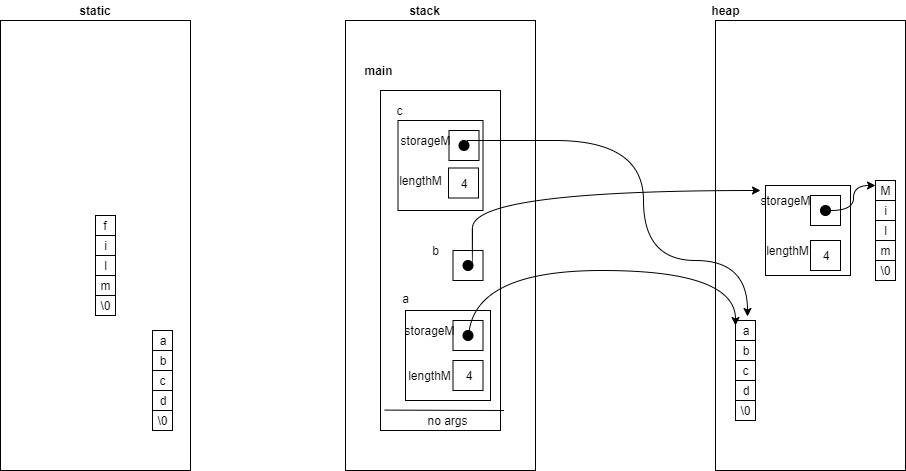 static
stack
heap
main
c
storageM
lengthM
4
b
a
storageM
lengthM
4
no args
f
i
l
m
\0
a
b
c
d
\0
storageM
lengthM
4
M
i
l
m
\0
a
b
c
d
\0